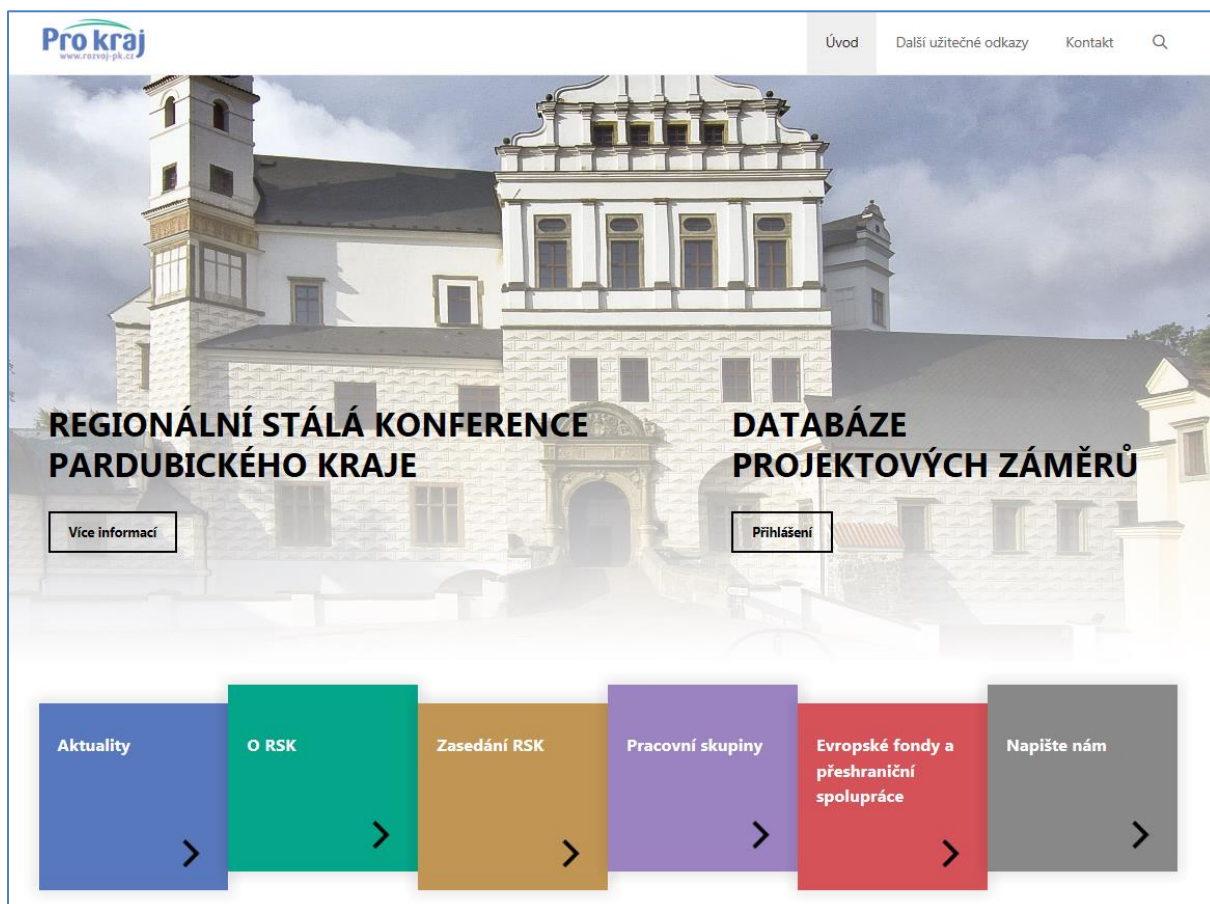 Pro kraj
www.rozvoj-pk.cz
Úvod
Další užitečné odkazy
Kontakt
REGIONÁLNÍ STÁLÁ KONFERENCE
PARDUBICKÉHO KRAJE
Více informací
DATABÁZE
PROJEKTOVÝCH ZÁMĚRŮ
Přihlášení
Aktuality
O RSK
Zasedání RSK
Pracovní skupiny
Evropské fondy a
přeshraniční
spolupráce
Napište nám